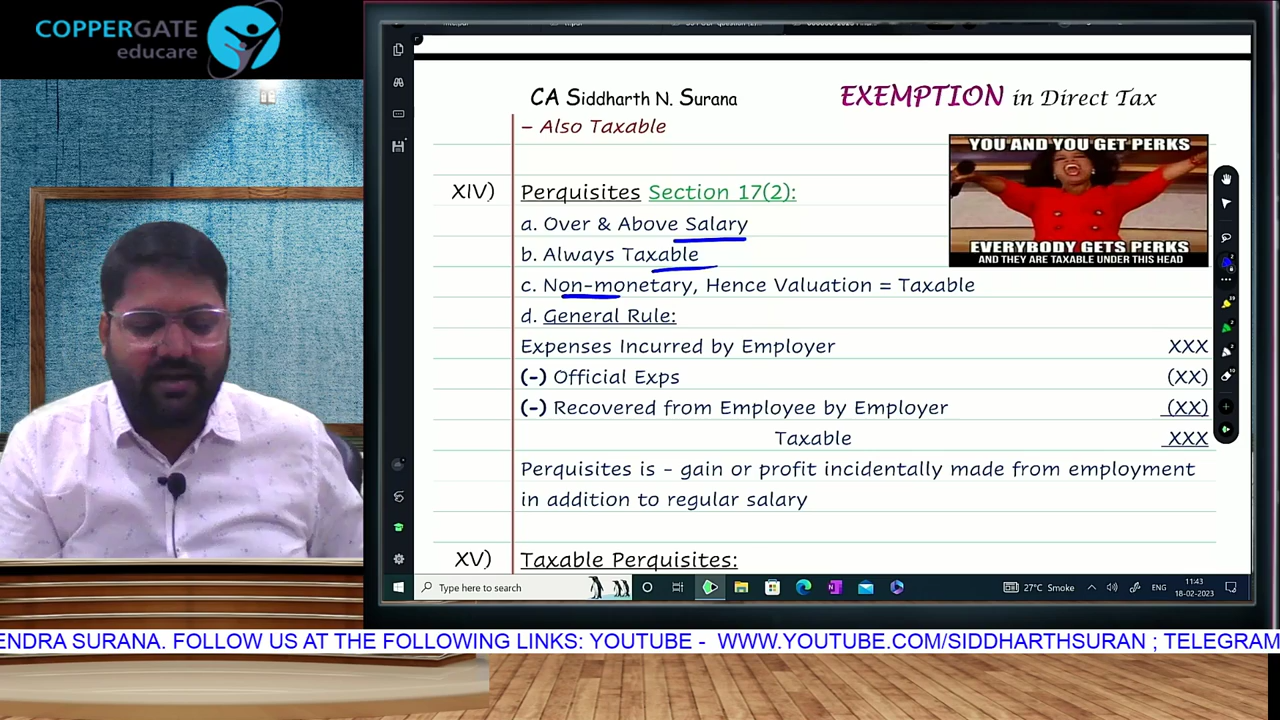 COPPERGATE
educare
CA Siddharth N. Surana
EXEMPTION in Direct Tax
– Also Taxable
YOU AND YOU GET PERKS
EVERYBODY GETS PERKS
AND THEY ARE TAXABLE UNDER THIS HEAD
XIV) Perquisites Section 17(2):
a. Over & Above Salary
b. Always Taxable
c. Non-monetary, Hence Valuation = Taxable
d. General Rule:
Expenses Incurred by Employer XXX
(-) Official Exps (XX)
(-) Recovered from Employee by Employer (XX)
Taxable XXX
Perquisites is - gain or profit incidentally made from employment
in addition to regular salary
XV) Taxable Perquisites:
Type here to search
27°C Smoke
ENG
11:43
18-02-2023
ENDRA SURANA. FOLLOW US AT THE FOLLOWING LINKS: YOUTUBE - WWW.YOUTUBE.COM/SIDDHARTHSURAN ; TELEGRAM